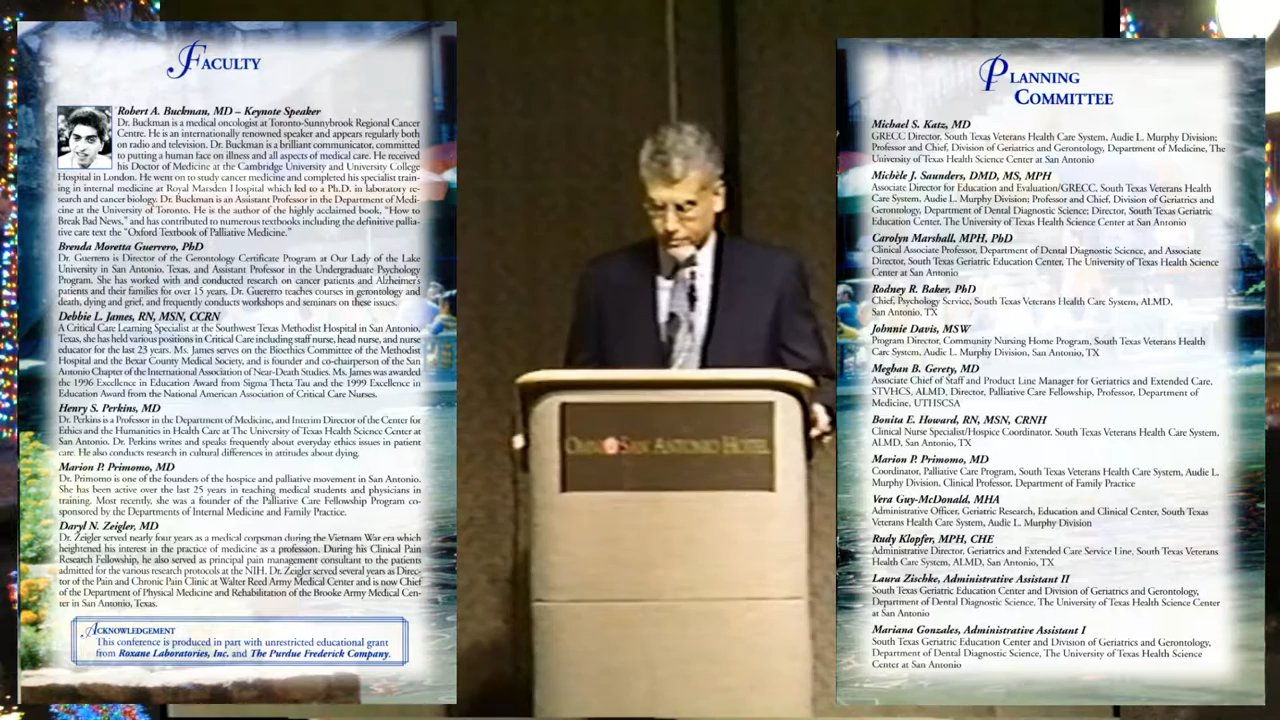 FACULTY
Robert A. Buckman, MD – Keynote Speaker
Dr. Buckman is a medical oncologist at Toronto-Sunnybrook Regional Cancer
Centre. He is an internationally renowned speaker and appears regularly both
on radio and television. Dr. Buckman is a brilliant communicator, committed
to putting a human face on illness and all aspects of medical care. He received
his Doctor of Medicine at the Cambridge University and University College
Hospital in London. He went on to study cancer medicine and completed his specialist train-
ing in internal medicine at Royal Marsden Hospital which led to a Ph.D. in laboratory re-
search and cancer biology. Dr. Buckman is an Assistant Professor in the Department of Medi-
cine at the University of Toronto. He is the author of the highly acclaimed book, "How to
Break Bad News," and has contributed to numerous textbooks including the definitive pallia-
tive care text the "Oxford Textbook of Palliative Medicine."
Brenda Moretta Guerrero, PhD
Dr. Guerrero is Director of the Gerontology Certificate Program at Our Lady of the Lake
University in San Antonio, Texas, and Assistant Professor in the Undergraduate Psychology
Program. She has worked with and conducted research on cancer patients and Alzheimer's
patients and their families for over 15 years. Dr. Guererro teaches courses in gerontology and
death, dying and grief, and frequently conducts workshops and seminars on these issues.
Debbie L. James, RN, MSN, CCRN
A Critical Care Learning Specialist at the Southwest Texas Methodist Hospital in San Antonio,
Texas, she has held various positions in Critical Care including staff nurse, head nurse, and nurse
educator for the last 23 years. Ms. James serves on the Bioethics Committee of the Methodist
Hospital and the Bexar County Medical Society, and is founder and co-chairperson of the San
Antonio Chapter of the International Association of Near-Death Studies. Ms. James was awarded
the 1996 Excellence in Education Award from Sigma Theta Tau and the 1999 Excellence in
Education Award from the National American Association of Critical Care Nurses.
Henry S. Perkins, MD
Dr. Perkins is a Professor in the Department of Medicine, and Interim Director of the Center for
Ethics and the Humanities in Health Care at The University of Texas Health Science Center at
San Antonio. Dr. Perkins writes and speaks frequently about everyday ethics issues in patient
care. He also conducts research in cultural differences in attitudes about dying.
Marion P. Primomo, MD
Dr. Primomo is one of the founders of the hospice and palliative movement in San Antonio.
She has been active over the last 25 years in teaching medical students and physicians in
training. Most recently, she was a founder of the Palliative Care Fellowship Program co-
sponsored by the Departments of Internal Medicine and Family Practice.
Daryl N. Zeigler, MD
Dr. Zeigler served nearly four years as a medical corpsman during the Vietnam War era which
heightened his interest in the practice of medicine as a profession. During his Clinical Pain
Research Fellowship, he also served as principal pain management consultant to the patients
admitted for the various research protocols at the NIH. Dr. Zeigler served several years as Direc-
tor of the Pain and Chronic Pain Clinic at Walter Reed Army Medical Center and is now Chief
of the Department of Physical Medicine and Rehabilitation of the Brooke Army Medical Cen-
ter in San Antonio, Texas.
ACKNOWLEDGEMENT
This conference is produced in part with unrestricted educational grant
from Roxane Laboratories, Inc. and The Purdue Frederick Company.
OMNI SAN ANTONIO HOTEL
PLANNING
COMMITTEE
Michael S. Katz, MD
GRECC Director, South Texas Veterans Health Care System, Audie L. Murphy Division;
Professor and Chief, Division of Geriatrics and Gerontology, Department of Medicine, The
University of Texas Health Science Center at San Antonio
Michèle J. Saunders, DMD, MS, MPH
Associate Director for Education and Evaluation/GRECC, South Texas Veterans Health
Care System, Audie L. Murphy Division; Professor and Chief, Division of Geriatrics and
Gerontology, Department of Dental Diagnostic Science; Director, South Texas Geriatric
Education Center, The University of Texas Health Science Center at San Antonio
Carolyn Marshall, MPH, PhD
Clinical Associate Professor, Department of Dental Diagnostic Science, and Associate
Director, South Texas Geriatric Education Center, The University of Texas Health Science
Center at San Antonio
Rodney R. Baker, PhD
Chief, Psychology Service, South Texas Veterans Health Care System, ALMD,
San Antonio, TX
Johnnie Davis, MSW
Program Director, Community Nursing Home Program, South Texas Veterans Health
Care System, Audie L. Murphy Division, San Antonio, TX
Meghan B. Gerety, MD
Associate Chief of Staff and Product Line Manager for Geriatrics and Extended Care,
STVHCS, ALMD, Director, Palliative Care Fellowship, Professor, Department of
Medicine, UTHSCSA
Bonita E. Howard, RN, MSN, CRNH
Clinical Nurse Specialist/Hospice Coordinator, South Texas Veterans Health Care System,
ALMD, San Antonio, TX
Marion P. Primomo, MD
Coordinator, Palliative Care Program, South Texas Veterans Health Care System, Audie L.
Murphy Division, Clinical Professor, Department of Family Practice
Vera Guy-McDonald, MHA
Administrative Officer, Geriatric Research, Education and Clinical Center, South Texas
Veterans Health Care System, Audie L. Murphy Division
Rudy Klopfer, MPH, CHE
Administrative Director, Geriatrics and Extended Care Service Line, South Texas Veterans
Health Care System, ALMD, San Antonio, TX
Laura Zischke, Administrative Assistant II
South Texas Geriatric Education Center and Division of Geriatrics and Gerontology,
Department of Dental Diagnostic Science, The University of Texas Health Science Center
at San Antonio
Mariana Gonzales, Administrative Assistant I
South Texas Geriatric Education Center and Division of Geriatrics and Gerontology,
Department of Dental Diagnostic Science, The University of Texas Health Science
Center at San Antonio